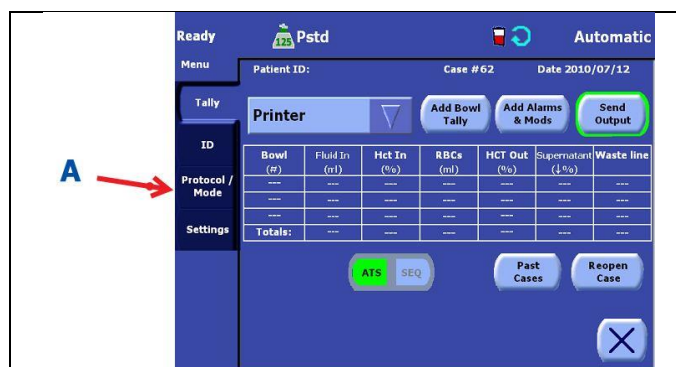 Ready
125
Pstd
Automatic
Menu
Patient ID:
Case #62
Date 2010/07/12
Tally
Printer
Add Bowl
Tally
Add Alarms
& Mods
Send
Output
ID
Bowl
(#)
Fluid In
(ml)
Hct In
(%)
RBCs
(ml)
HCT Out
(%)
Supernatant
(↓%)
Waste line
--- --- --- --- --- --- ---
--- --- --- --- --- --- ---
--- --- --- --- --- --- ---
Totals: --- --- --- --- --- ---
A
Protocol /
Mode
Settings
ATS
SEQ
Past
Cases
Reopen
Case